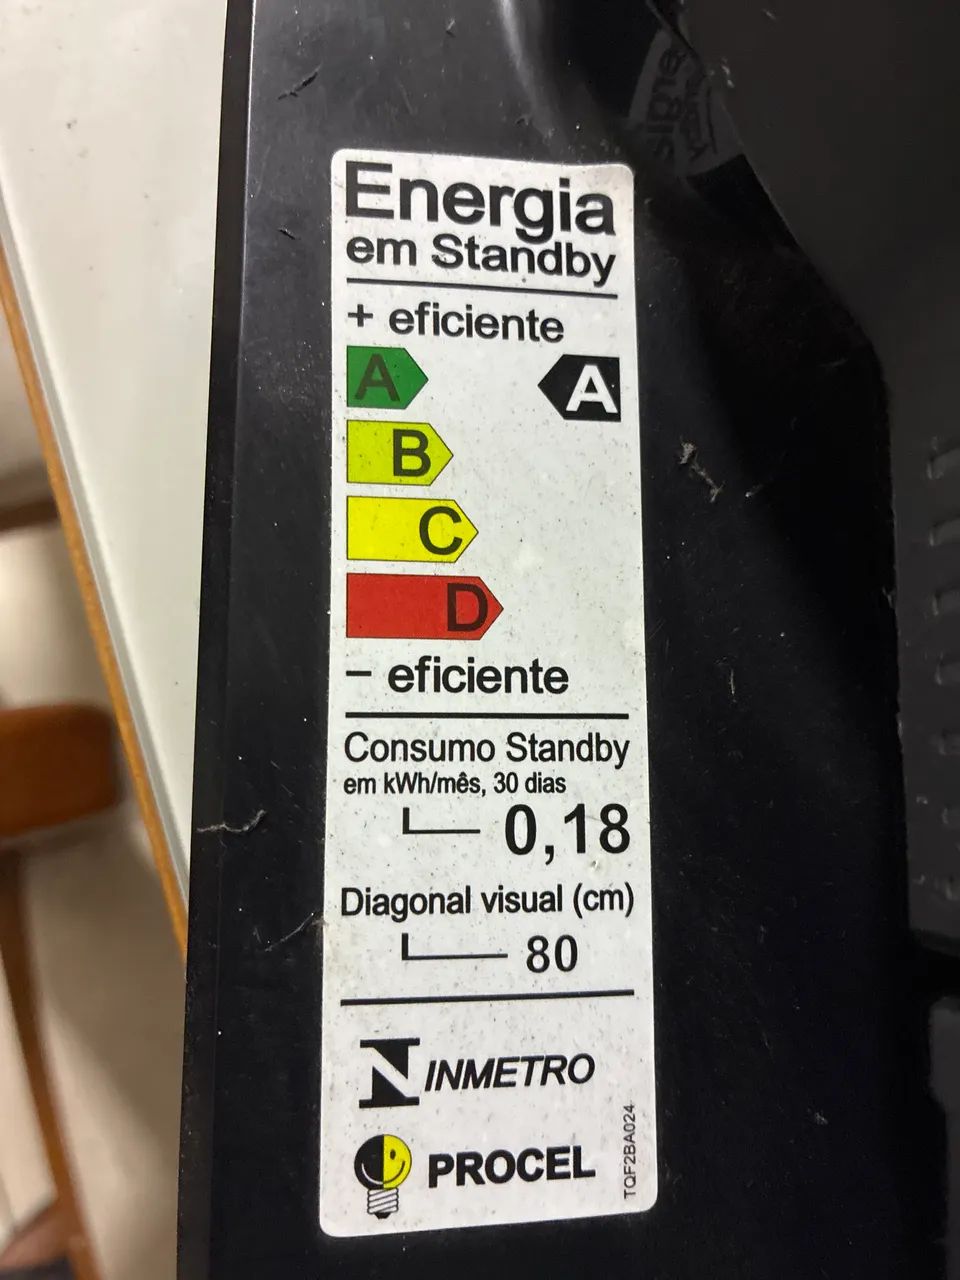 Energia
em Standby
+ eficiente
A A
B
C
D
– eficiente
Consumo Standby
em kWh/mês, 30 dias
0,18
Diagonal visual (cm)
80
INMETRO
PROCEL
TQF2BA024